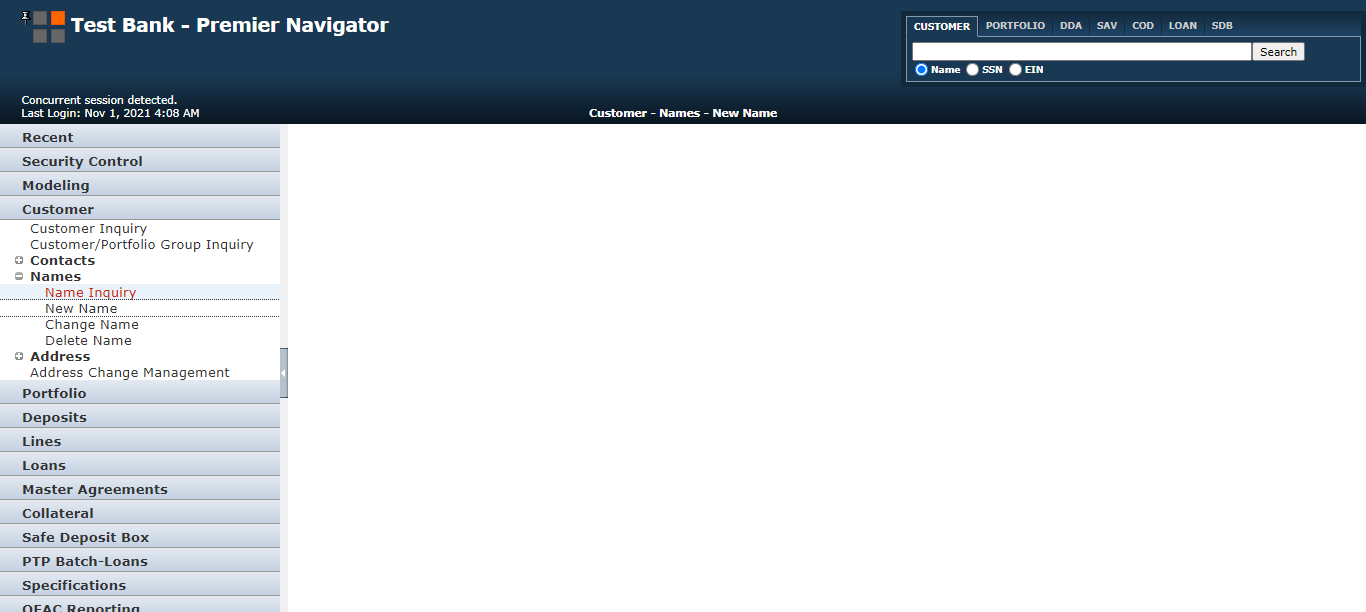 Test Bank - Premier Navigator
CUSTOMER PORTFOLIO DDA SAV COD LOAN SDB
Search
Name SSN EIN
Concurrent session detected.
Last Login: Nov 1, 2021 4:08 AM
Customer - Names - New Name
Recent
Security Control
Modeling
Customer
Customer Inquiry
Customer/Portfolio Group Inquiry
Contacts
Names
Name Inquiry
New Name
Change Name
Delete Name
Address
Address Change Management
Portfolio
Deposits
Lines
Loans
Master Agreements
Collateral
Safe Deposit Box
PTP Batch-Loans
Specifications
OFAC Reporting